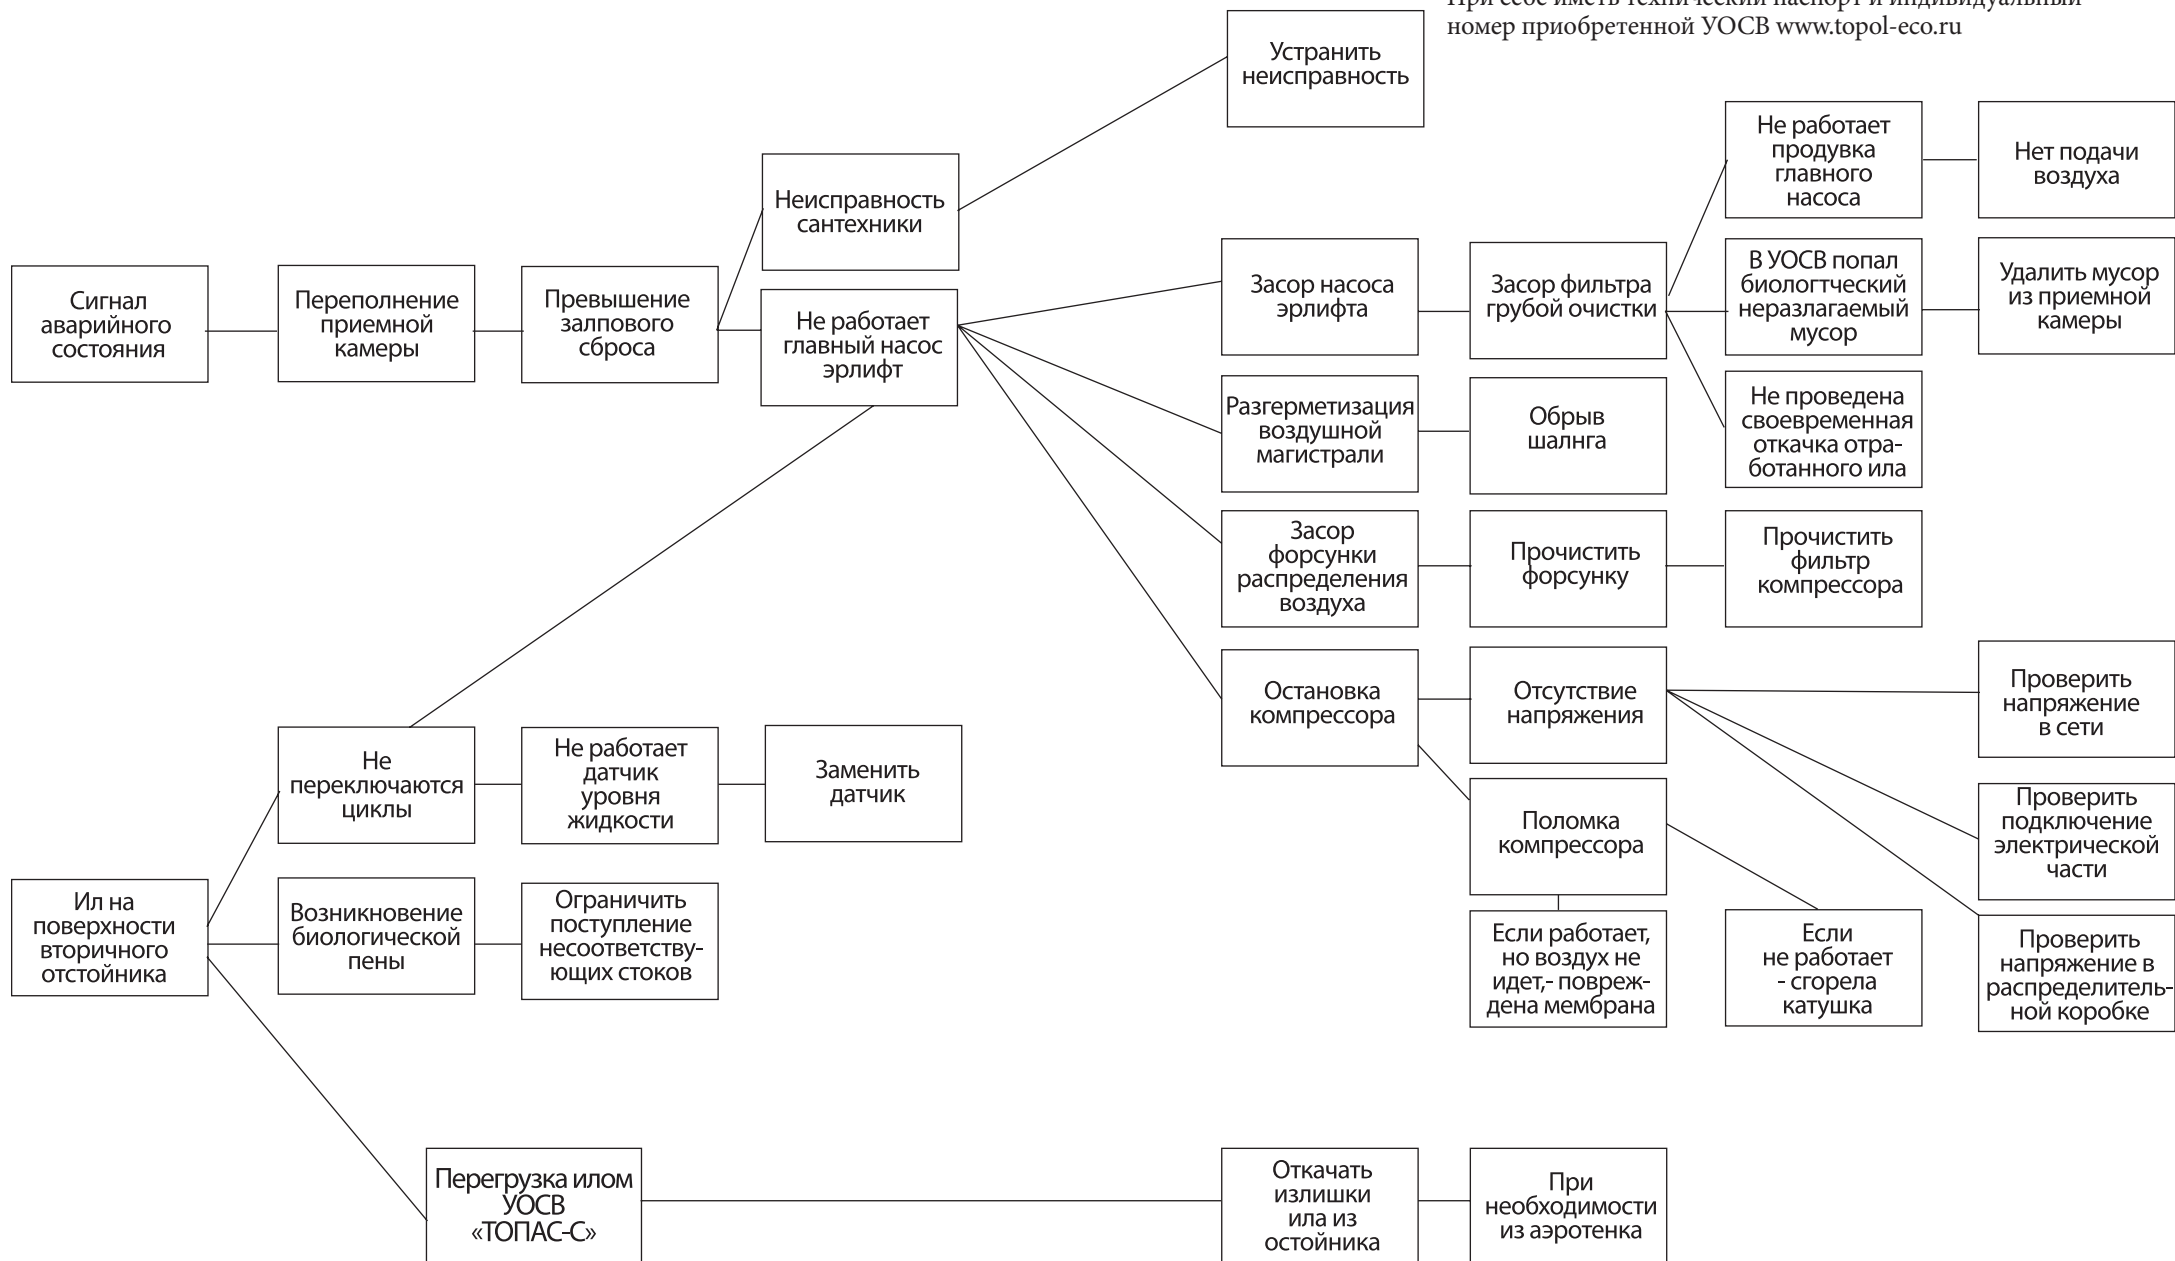 При себе иметь технический паспорт и индивидуальный
номер приобретенной УОСВ www.topol-eco.ru
Устранить
неисправность
Не работает
продувка
главного
насоса
Нет подачи
воздуха
Неисправность
сантехники
Сигнал
аварийного
состояния
Переполнение
приемной
камеры
Превышение
залпового
сброса
Не работает
главный насос
эрлифт
Засор насоса
эрлифта
Засор фильтра
грубой очистки
В УОСВ попал
биологтческий
неразлагаемый
мусор
Удалить мусор
из приемной
камеры
Разгерметизация
воздушной
магистрали
Обрыв
шалнга
Не проведена
своевременная
откачка отра-
ботанного ила
Засор
форсунки
распределения
воздуха
Прочистить
форсунку
Прочистить
фильтр
компрессора
Остановка
компрессора
Отсутствие
напряжения
Проверить
напряжение
в сети
Не
переключаются
циклы
Не работает
датчик
уровня
жидкости
Заменить
датчик
Поломка
компрессора
Проверить
подключение
электрической
части
Ил на
поверхности
вторичного
отстойника
Возникновение
биологической
пены
Ограничить
поступление
несоответству-
ющих стоков
Если работает,
но воздух не
идет,- повреж-
дена мембрана
Если
не работает
- сгорела
катушка
Проверить
напряжение в
распределитель-
ной коробке
Перегрузка илом
УОСВ
«ТОПАС-С»
Откачать
излишки
ила из
остойника
При
необходимости
из аэротенка